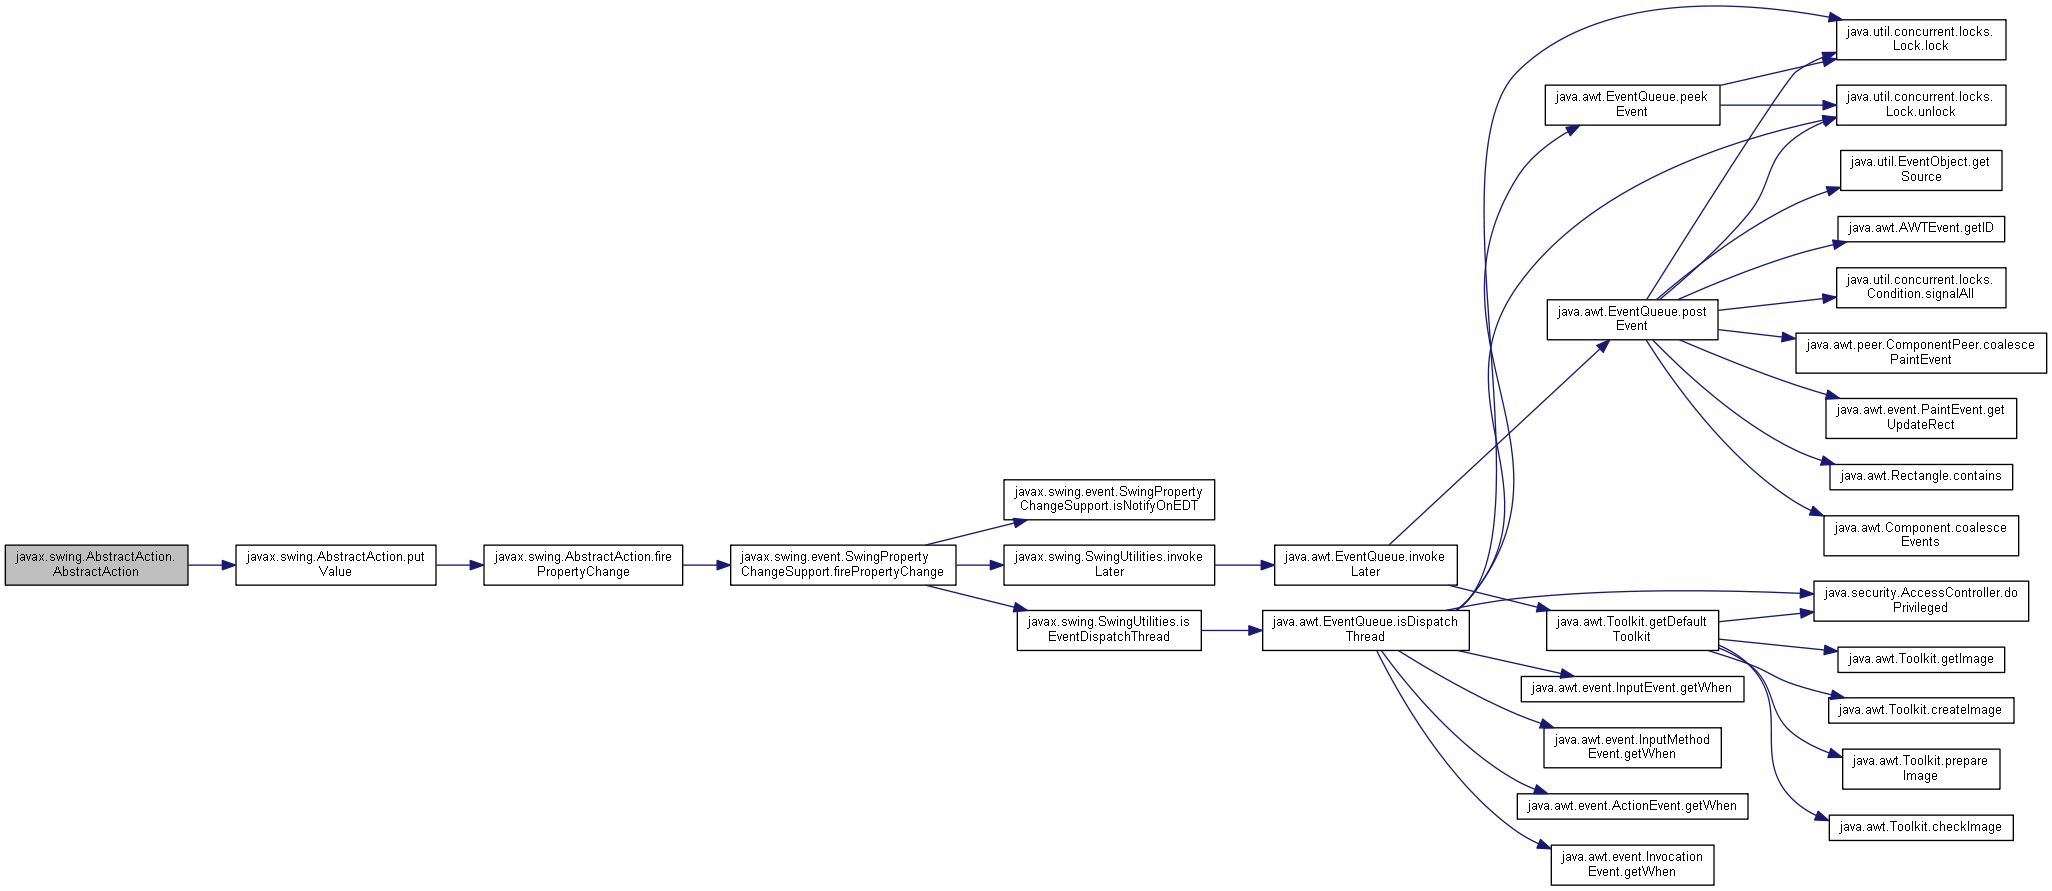 javax.swing.AbstractAction.
AbstractAction
javax.swing.AbstractAction.put
Value
javax.swing.AbstractAction.fire
PropertyChange
javax.swing.event.SwingProperty
ChangeSupport.firePropertyChange
javax.swing.event.SwingProperty
ChangeSupport.isNotifyOnEDT
javax.swing.SwingUtilities.invoke
Later
javax.swing.SwingUtilities.is
EventDispatchThread
java.awt.EventQueue.invoke
Later
java.awt.EventQueue.isDispatch
Thread
java.awt.EventQueue.peek
Event
java.awt.EventQueue.post
Event
java.awt.Toolkit.getDefault
Toolkit
java.awt.event.InputEvent.getWhen
java.awt.event.InputMethod
Event.getWhen
java.awt.event.ActionEvent.getWhen
java.awt.event.Invocation
Event.getWhen
java.util.concurrent.locks.
Lock.lock
java.util.concurrent.locks.
Lock.unlock
java.util.EventObject.get
Source
java.awt.AWTEvent.getID
java.util.concurrent.locks.
Condition.signalAll
java.awt.peer.ComponentPeer.coalesce
PaintEvent
java.awt.event.PaintEvent.get
UpdateRect
java.awt.Rectangle.contains
java.awt.Component.coalesce
Events
java.security.AccessController.do
Privileged
java.awt.Toolkit.getImage
java.awt.Toolkit.createImage
java.awt.Toolkit.prepare
Image
java.awt.Toolkit.checkImage